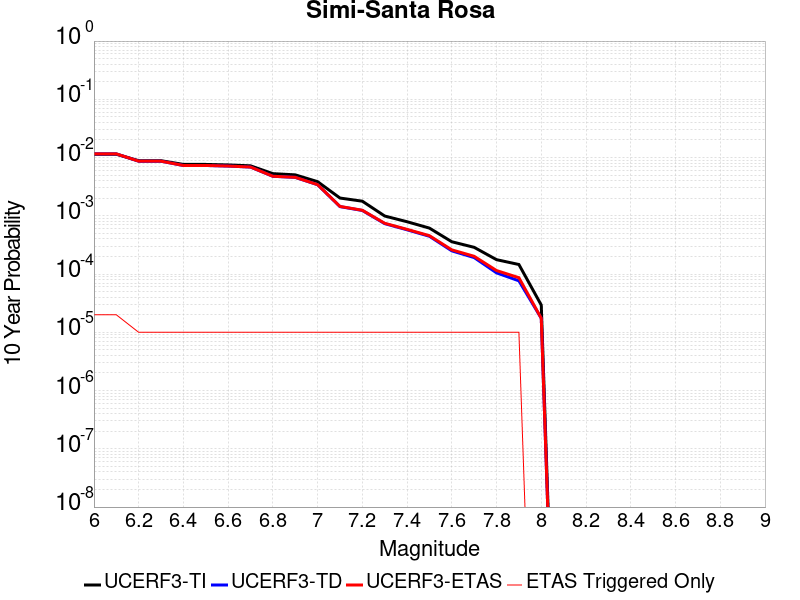 Simi-Santa Rosa
10 0
10 -1
10 -2
10 -3
10 -4
10 -5
10 -6
10 -7
10 -8
10 Year Probability
6 6.2 6.4 6.6 6.8 7 7.2 7.4 7.6 7.8 8 8.2 8.4 8.6 8.8 9
Magnitude
UCERF3-TI UCERF3-TD UCERF3-ETAS ETAS Triggered Only